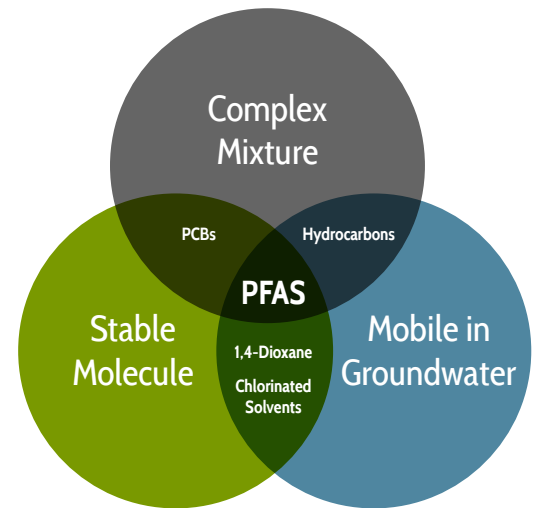 Complex
Mixture
PCBs
Hydrocarbons
PFAS
Stable
Molecule
1,4-Dioxane
Chlorinated
Solvents
Mobile in
Groundwater